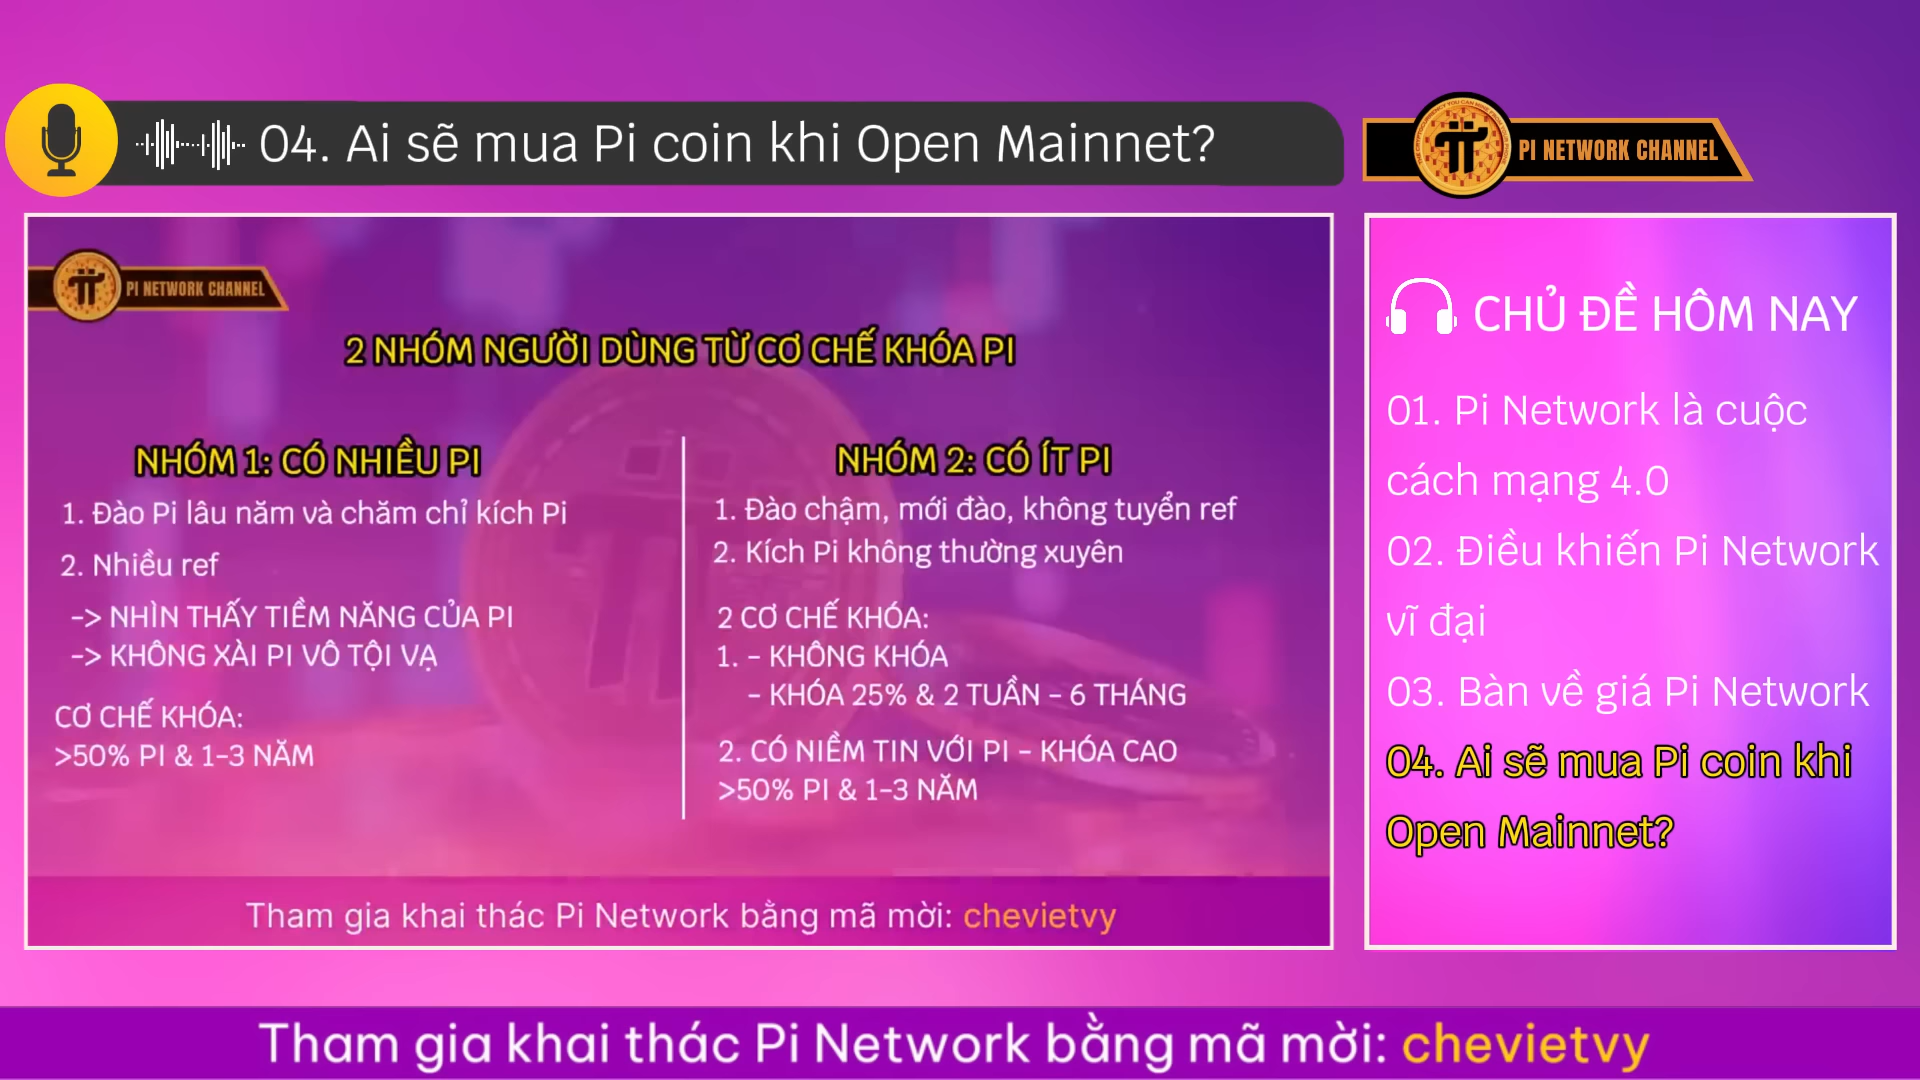 04. Ai sẽ mua Pi coin khi Open Mainnet?
PI NETWORK CHANNEL
PI NETWORK CHANNEL
2 NHÓM NGƯỜI DÙNG TỪ CƠ CHẾ KHÓA PI
NHÓM 1: CÓ NHIỀU PI
1. Đào Pi lâu năm và chăm chỉ kích Pi
2. Nhiều ref
-> NHÌN THẤY TIỀM NĂNG CỦA PI
-> KHÔNG XÀI PI VÔ TỘI VẠ
CƠ CHẾ KHÓA:
>50% PI & 1-3 NĂM
NHÓM 2: CÓ ÍT PI
1. Đào chậm, mới đào, không tuyển ref
2. Kích Pi không thường xuyên
2 CƠ CHẾ KHÓA:
1. - KHÔNG KHÓA
- KHÓA 25% & 2 TUẦN - 6 THÁNG
2. CÓ NIỀM TIN VỚI PI - KHÓA CAO
>50% PI & 1-3 NĂM
Tham gia khai thác Pi Network bằng mã mời: chevietvy
CHỦ ĐỀ HÔM NAY
01. Pi Network là cuộc
cách mạng 4.0
02. Điều khiến Pi Network
vĩ đại
03. Bàn về giá Pi Network
04. Ai sẽ mua Pi coin khi
Open Mainnet?
Tham gia khai thác Pi Network bằng mã mời: chevietvy